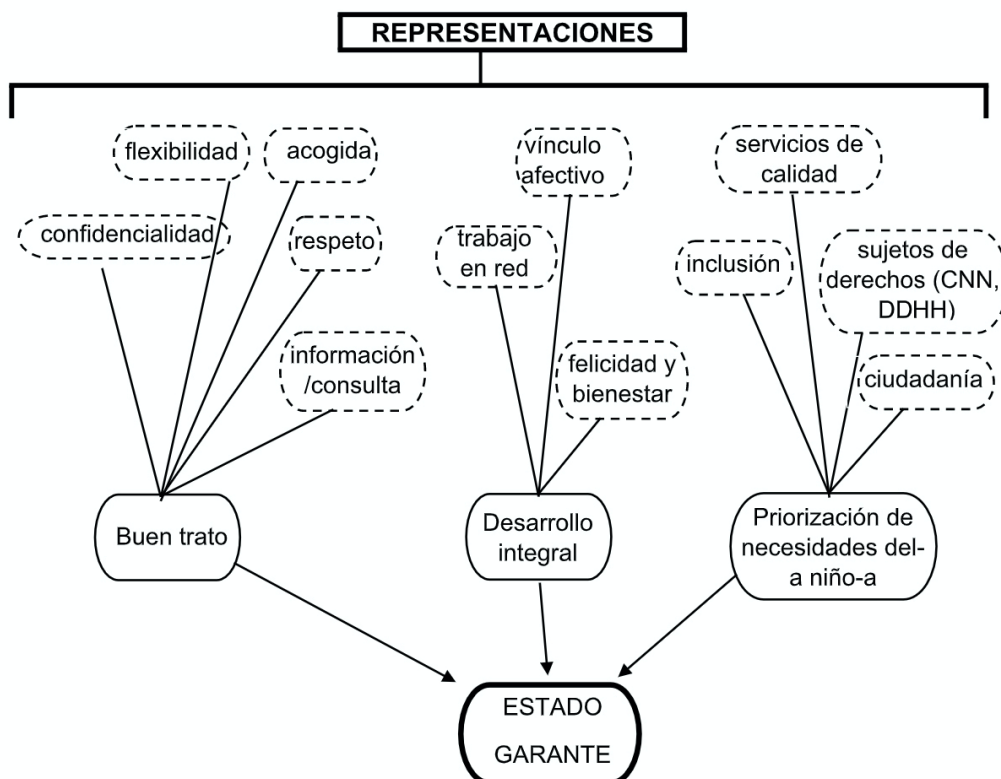 REPRESENTACIONES
flexibilidad
acogida
confidencialidad
respeto
información
/consulta
vínculo
afectivo
trabajo
en red
felicidad y
bienestar
servicios de
calidad
inclusión
sujetos de
derechos (CNN,
DDHH)
ciudadanía
Buen trato
Desarrollo
integral
Priorización de
necesidades del-
a niño-a
ESTADO
GARANTE